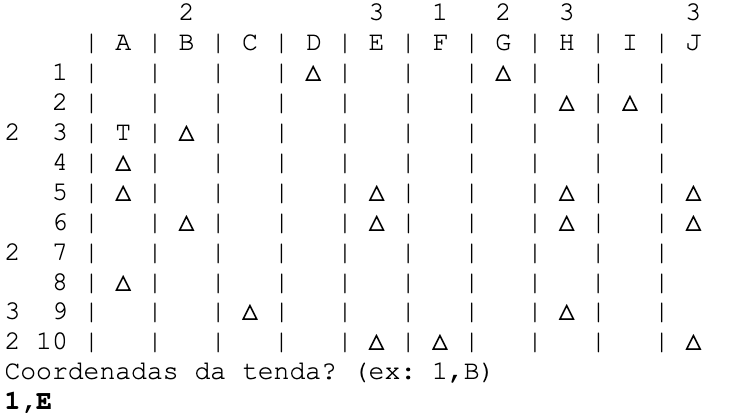 2           3   1   2   3       3
     | A | B | C | D | E | F | G | H | I | J
   1 |   |   |   | △ |   |   | △ |   |   |
   2 |   |   |   |   |   |   |   | △ | △ |
2  3 | T | △ |   |   |   |   |   |   |   |
   4 | △ |   |   |   |   |   |   |   |   |
   5 | △ |   |   |   | △ |   |   | △ |   | △
   6 |   | △ |   |   | △ |   |   | △ |   | △
2  7 |   |   |   |   |   |   |   |   |   |
   8 | △ |   |   |   |   |   |   |   |   |
3  9 |   |   | △ |   |   |   |   | △ |   |
2 10 |   |   |   |   | △ | △ |   |   |   | △
Coordenadas da tenda? (ex: 1,B)
1,E